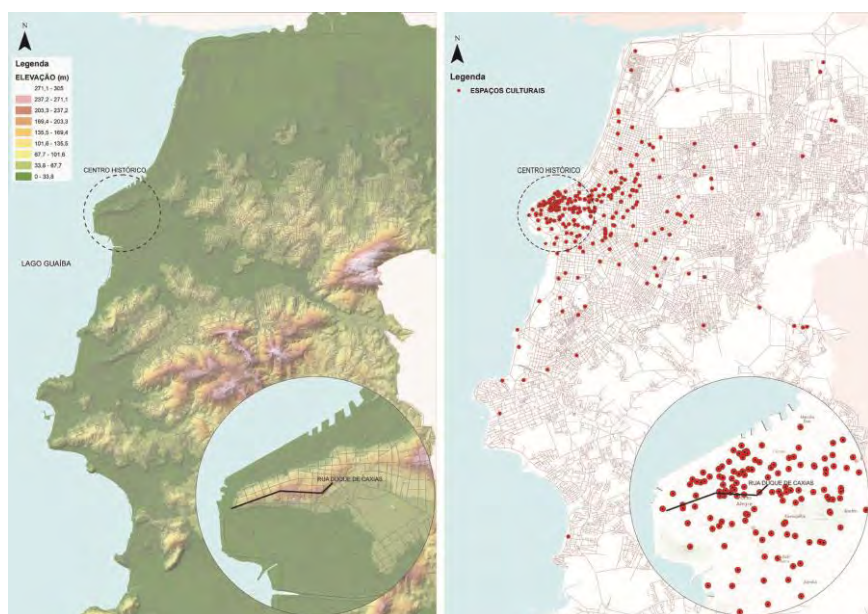 N
Legenda
ELEVAÇÃO (m)
271,1 - 305
237,2 - 271,1
203,3 - 237,2
169,4 - 203,3
135,5 - 169,4
101,6 - 135,5
67,7 - 101,6
33,8 - 67,7
0 - 33,8
CENTRO HISTÓRICO
LAGO GUAÍBA
RUA DUQUE DE CAXIAS
N
Legenda
ESPAÇOS CULTURAIS
CENTRO HISTÓRICO
RUA DUQUE DE CAXIAS
Alegre